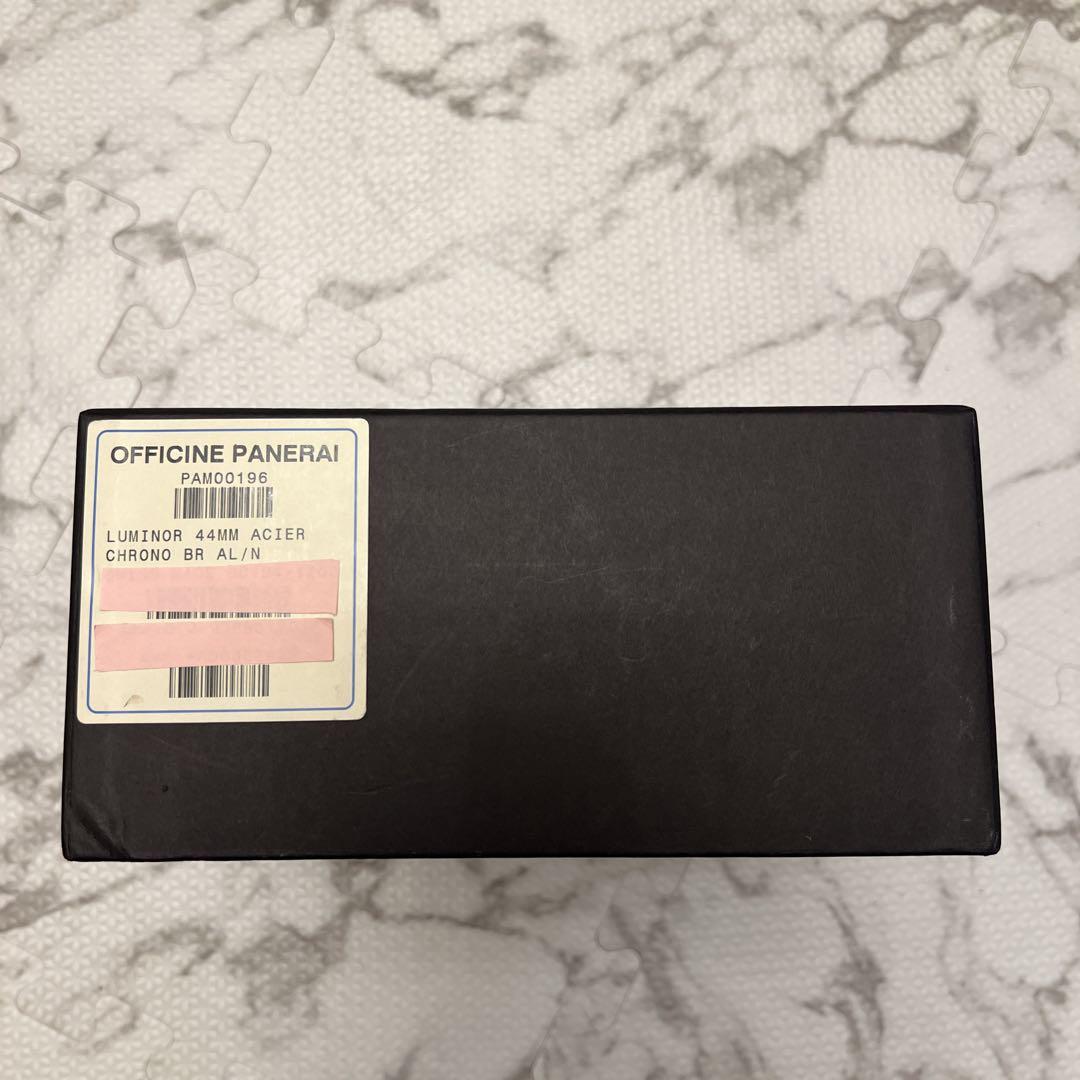 OFFICINE PANERAI
PAM00196
LUMINOR 44MM ACIER
CHRONO BR AL/N